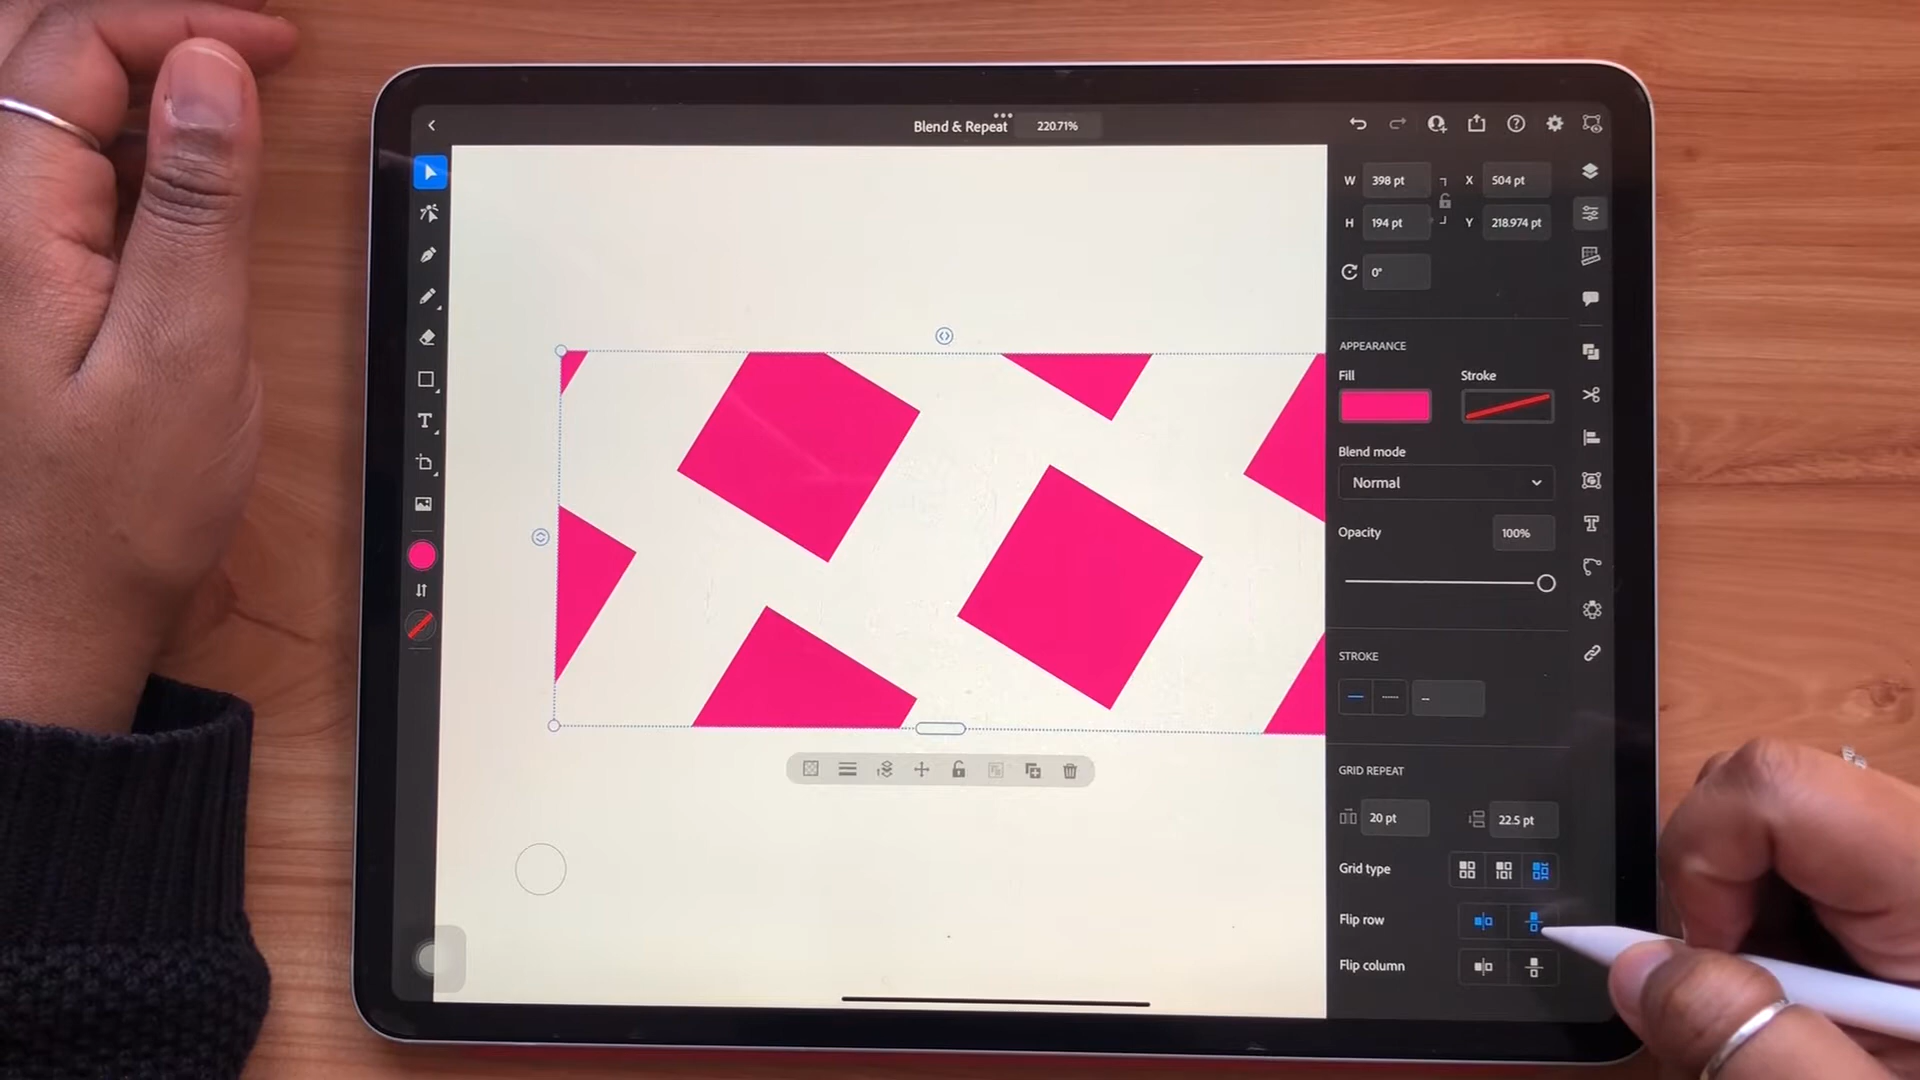 Blend & Repeat 220.71%
W 398 pt X 504 pt
H 194 pt Y 218.974 pt
0°
APPEARANCE
Fill Stroke
Blend mode
Normal
Opacity 100%
STROKE
--
GRID REPEAT
20 pt 22.5 pt
Grid type
Flip row
Flip column